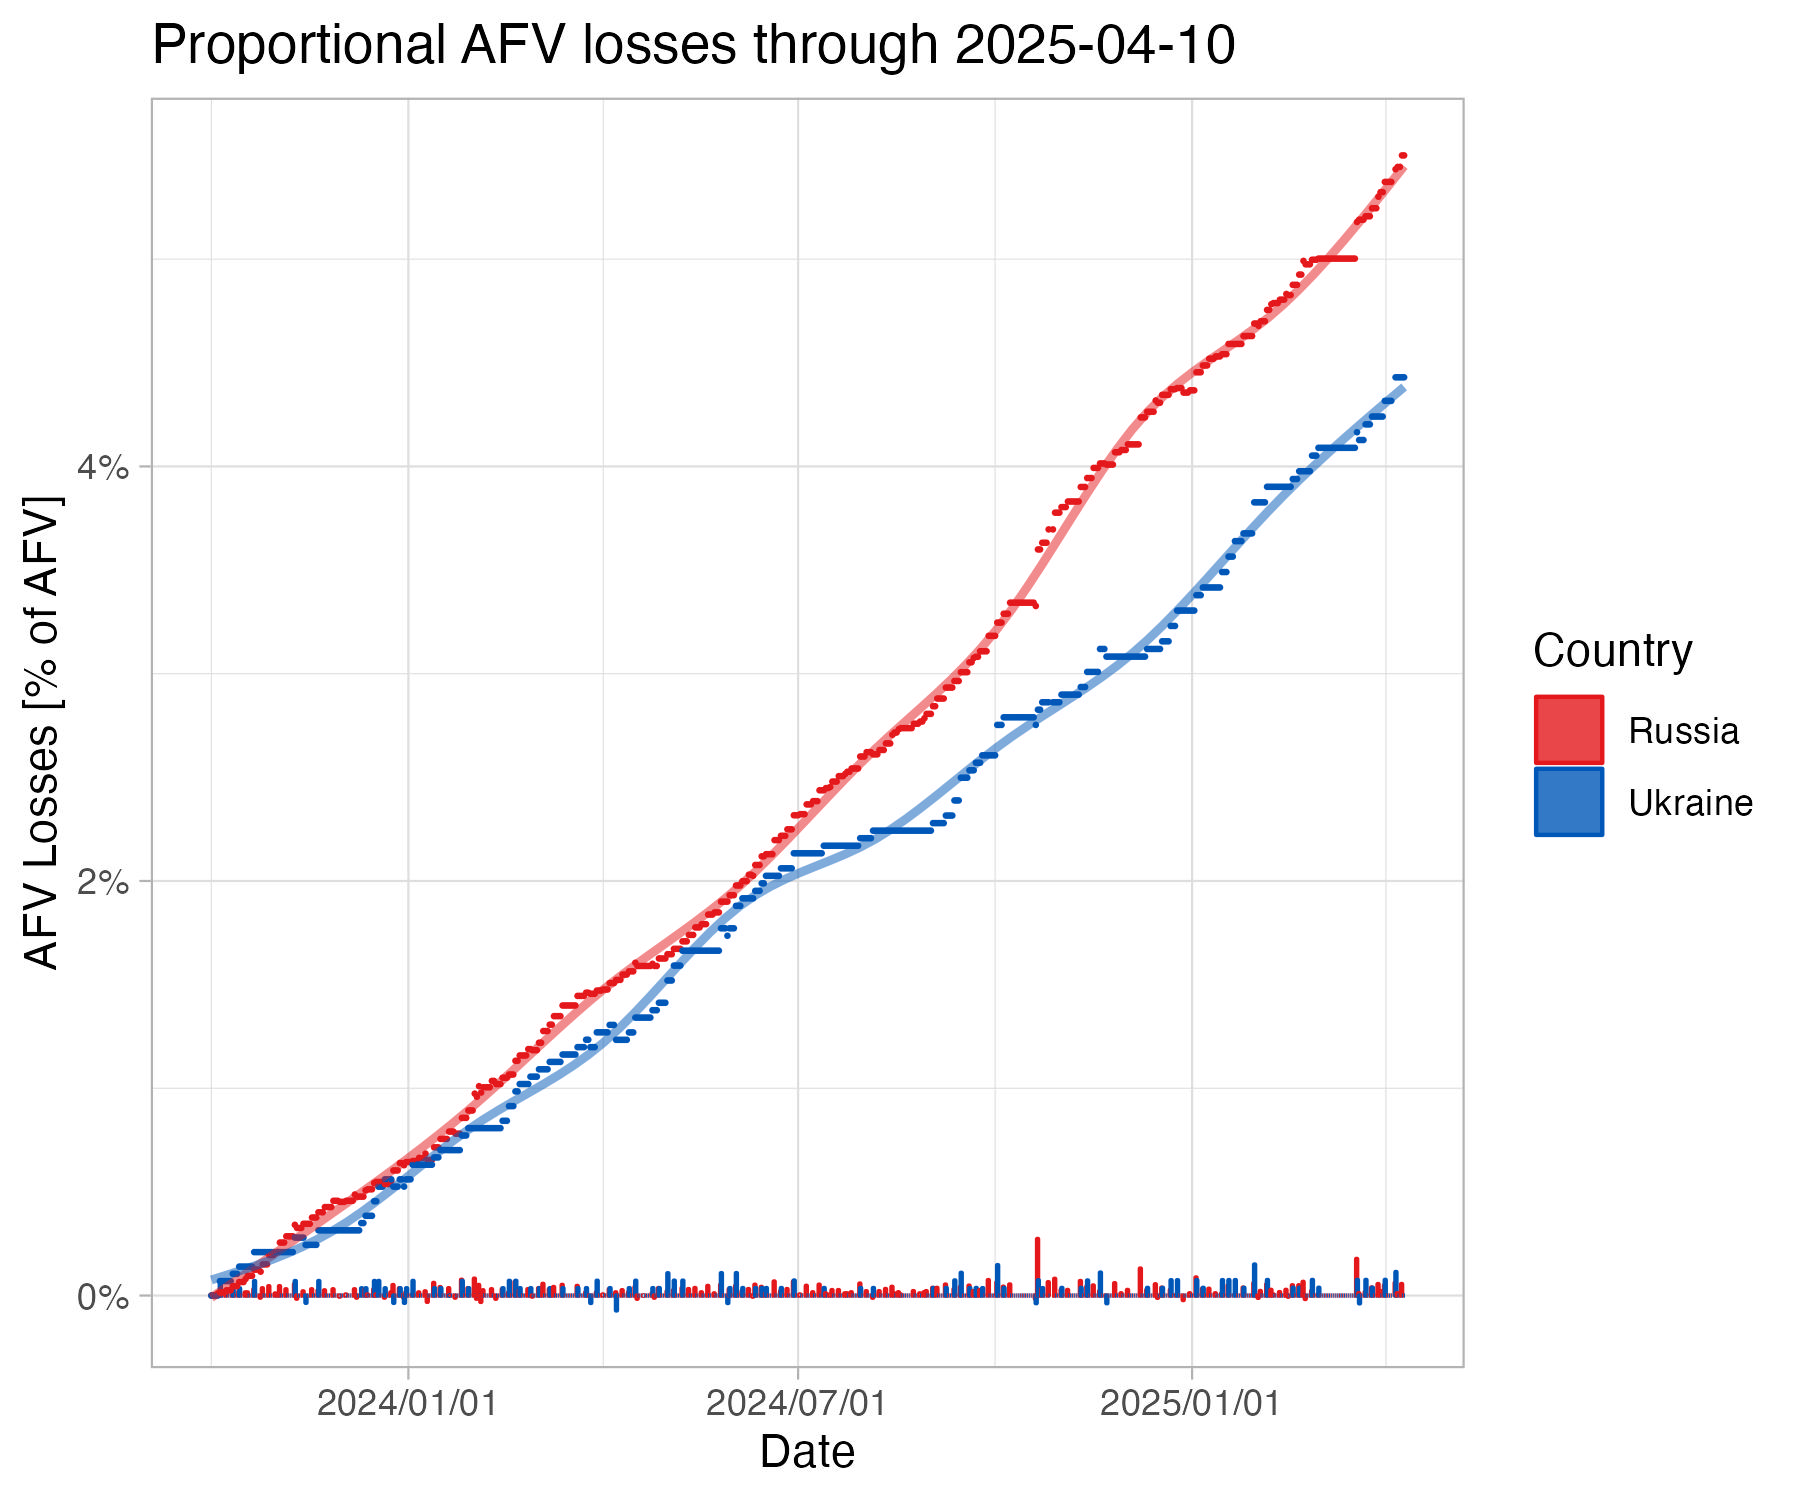 Proportional AFV losses through 2025-04-10
AFV Losses [% of AFV]
4%
2%
0%
2024/01/01
2024/07/01
2025/01/01
Date
Country
Russia
Ukraine